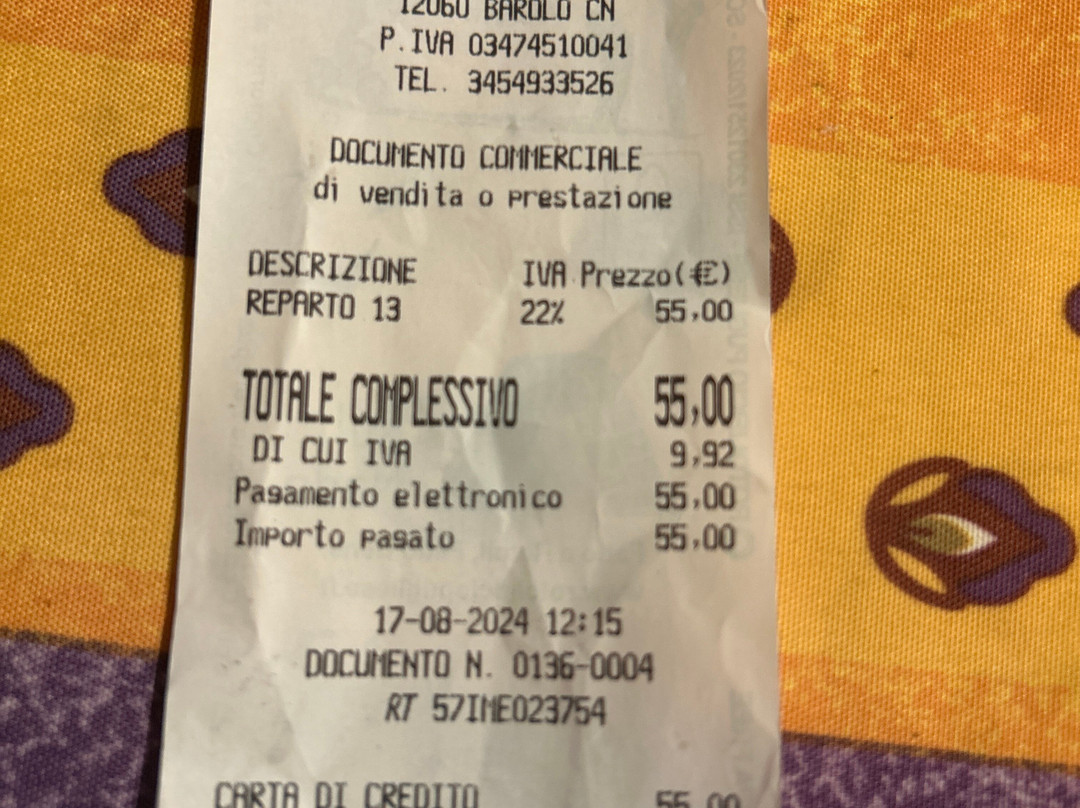 12060 BAROLO CN
P.IVA 03474510041
TEL. 3454933526
DOCUMENTO COMMERCIALE
di vendita o prestazione
DESCRIZIONE IVA Prezzo(€)
REPARTO 13 22% 55,00
TOTALE COMPLESSIVO 55,00
DI CUI IVA 9,92
Pagamento elettronico 55,00
Importo pagato 55,00
17-08-2024 12:15
DOCUMENTO N. 0136-0004
RT 57IME023754
CARTA DI CREDITO 55,00